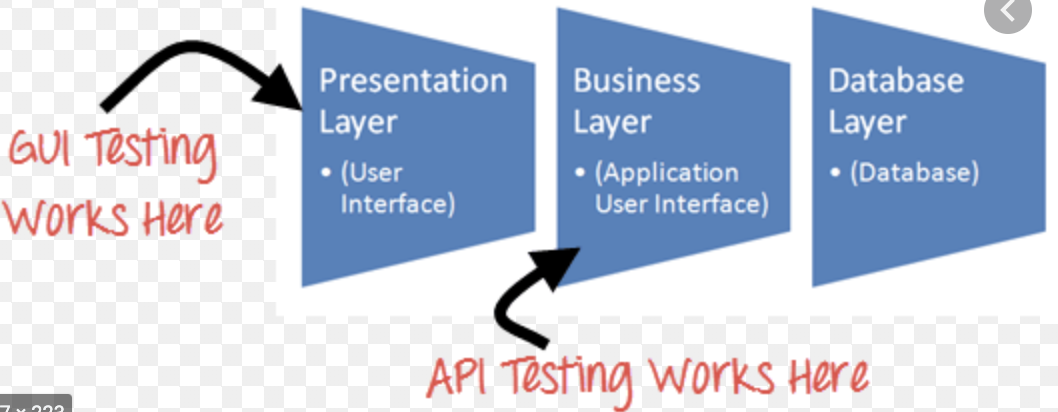 Presentation
Layer
• (User
Interface)
Business
Layer
• (Application
User Interface)
Database
Layer
• (Database)
GUI Testing
Works Here
API Testing Works Here